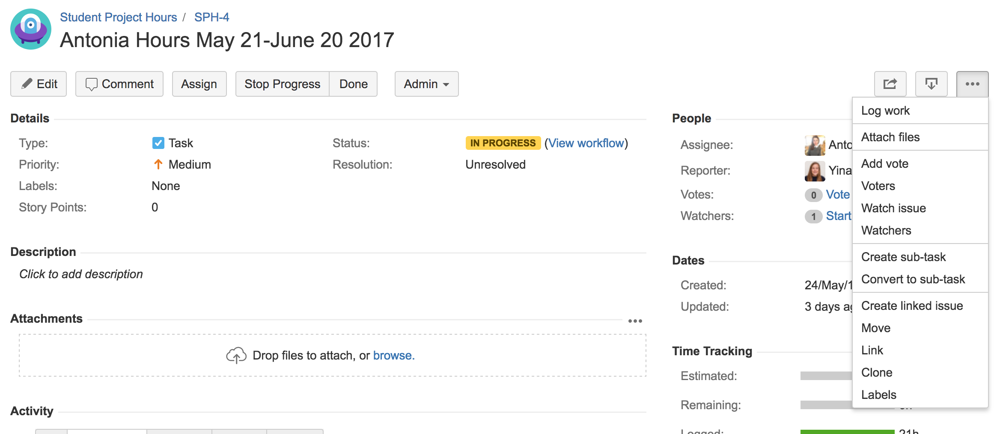 Student Project Hours / SPH-4
Antonia Hours May 21-June 20 2017
Edit
Comment
Assign
Stop Progress
Done
Admin
Details
Type:
Task
Status:
IN PROGRESS (View workflow)
Priority:
Medium
Resolution:
Unresolved
Labels:
None
Story Points:
0
Description
Click to add description
Attachments
Drop files to attach, or browse.
Activity
People
Assignee:
Reporter:
Yina
Votes:
0 Vote
Watchers:
1 Start
Dates
Created:
24/May/1
Updated:
3 days
Time Tracking
Estimated:
Remaining:
Logged:
21h
Log work
Attach files
Add vote
Voters
Watch issue
Watchers
Create sub-task
Convert to sub-task
Create linked issue
Move
Link
Clone
Labels